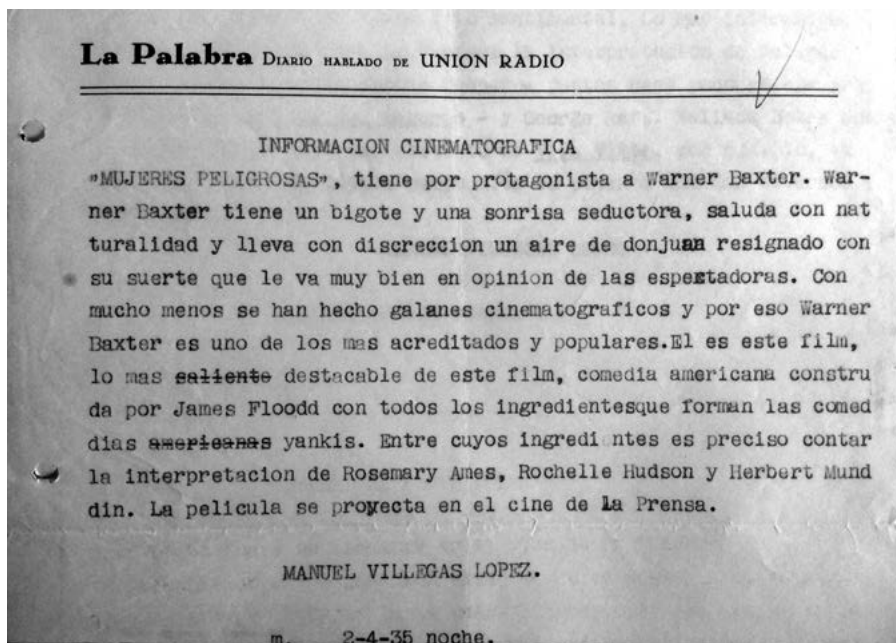 La Palabra DIARIO HABLADO DE UNION RADIO
INFORMACION CINEMATOGRAFICA
"MUJERES PELIGROSAS", tiene por protagonista a Warner Baxter. War-
ner Baxter tiene un bigote y una sonrisa seductora, saluda con nat
turalidad y lleva con discreccion un aire de donjuan resignado con
su suerte que le va muy bien en opinion de las espectadoras. Con
mucho menos se han hecho galanes cinematograficos y por eso Warner
Baxter es uno de los mas acreditados y populares.El es este film,
lo mas saliente destacable de este film, comedia americana constru
da por James Floodd con todos los ingredientesque forman las comed
dias americanas yankis. Entre cuyos ingredi ntes es preciso contar
la interpretacion de Rosemary Ames, Rochelle Hudson y Herbert Mund
din. La pelicula se proyecta en el cine de La Prensa.
MANUEL VILLEGAS LOPEZ.
m. 2-4-35 noche.